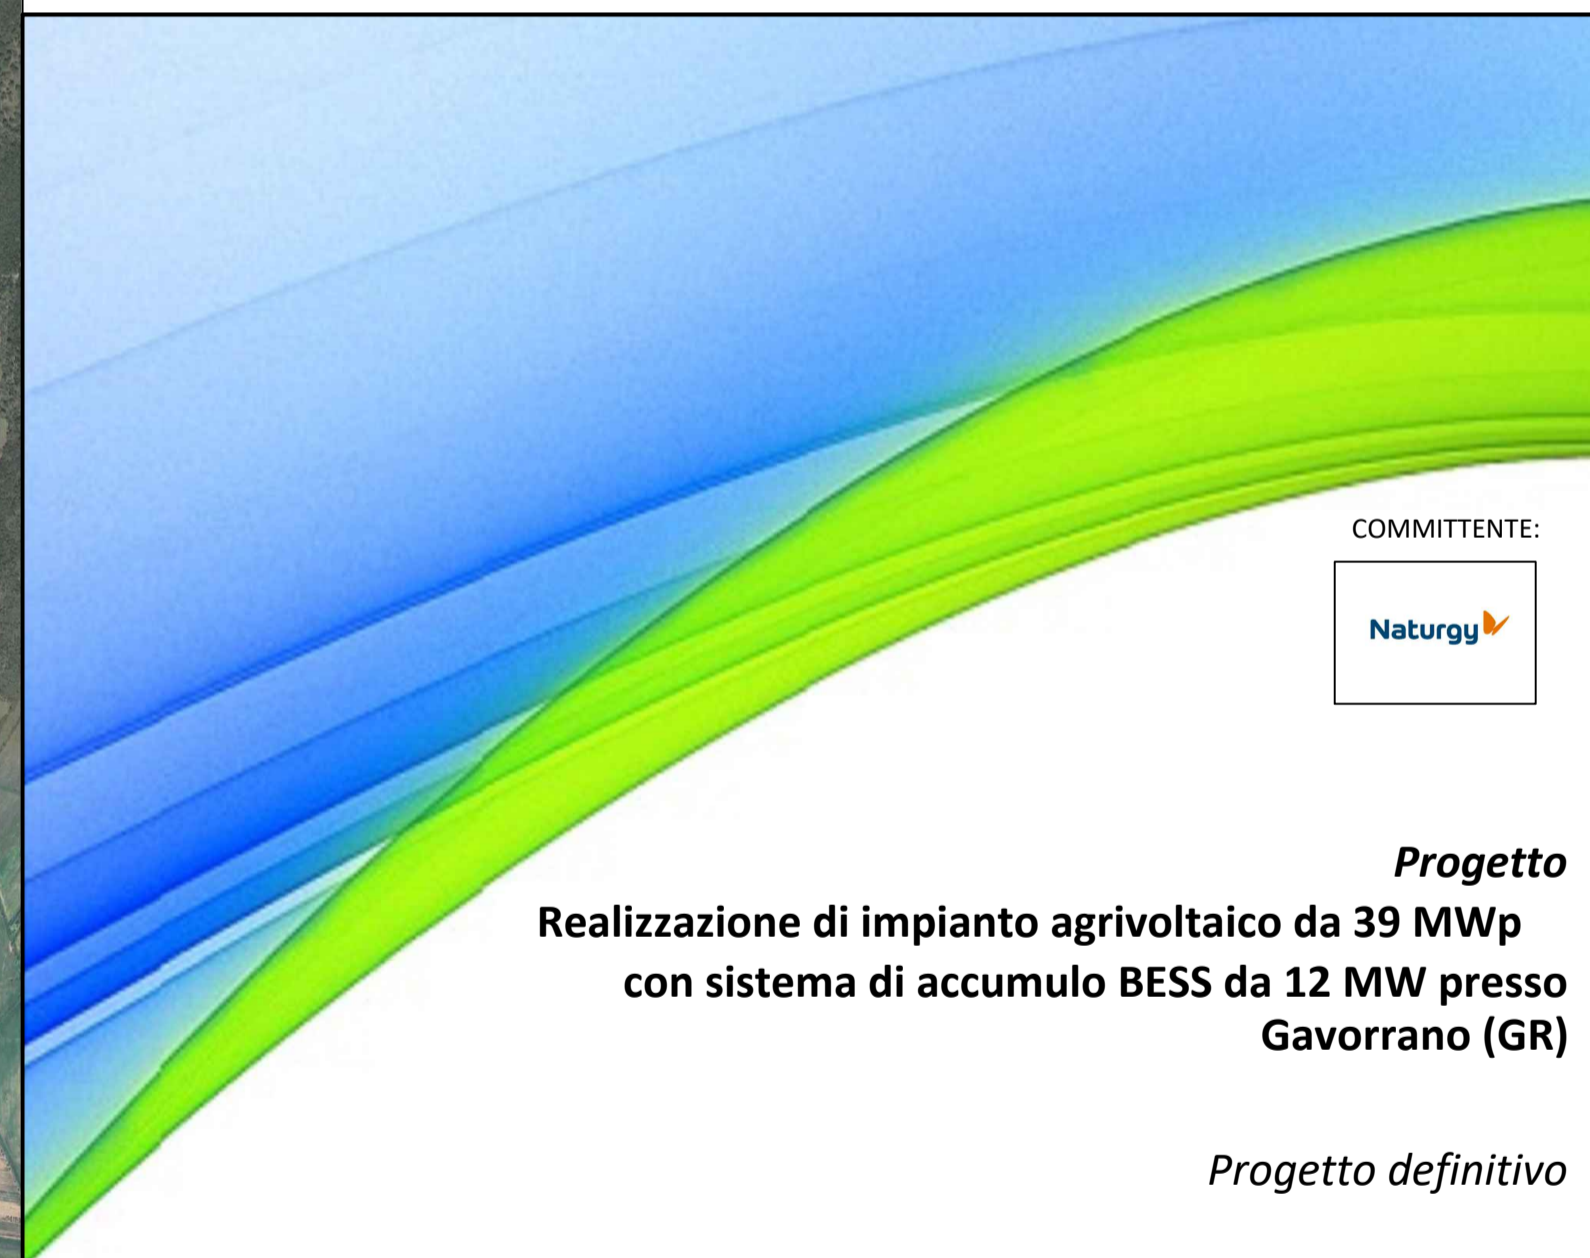 COMMITTENTE:
Naturgy
Progetto
Realizzazione di impianto agrivoltaico da 39 MWp
con sistema di accumulo BESS da 12 MW presso
Gavorrano (GR)
Progetto definitivo